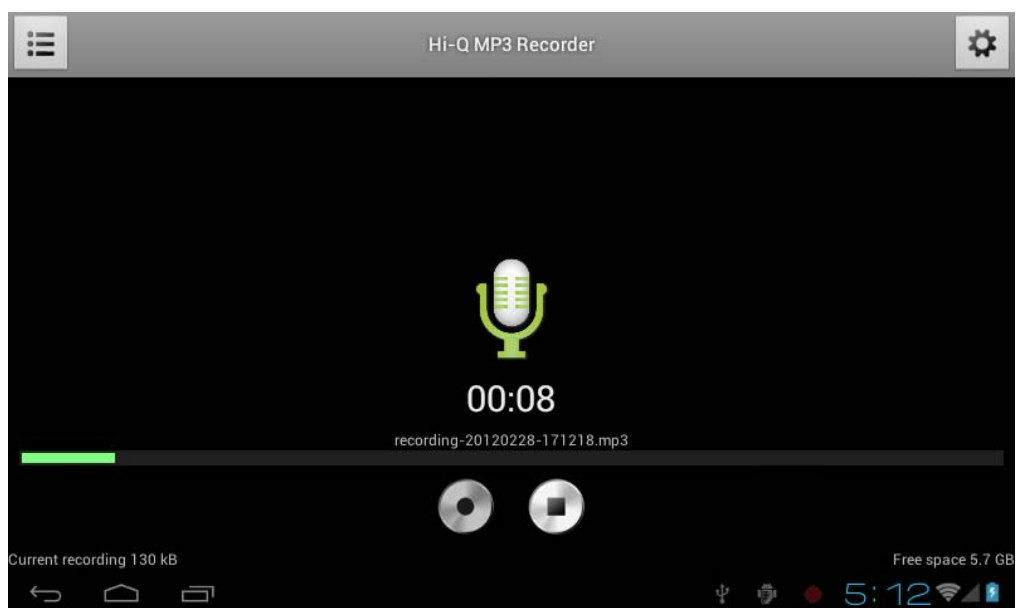 Hi-Q MP3 Recorder
00:08
recording-20120228-171218.mp3
Current recording 130 kB
Free space 5.7 GB
5:12